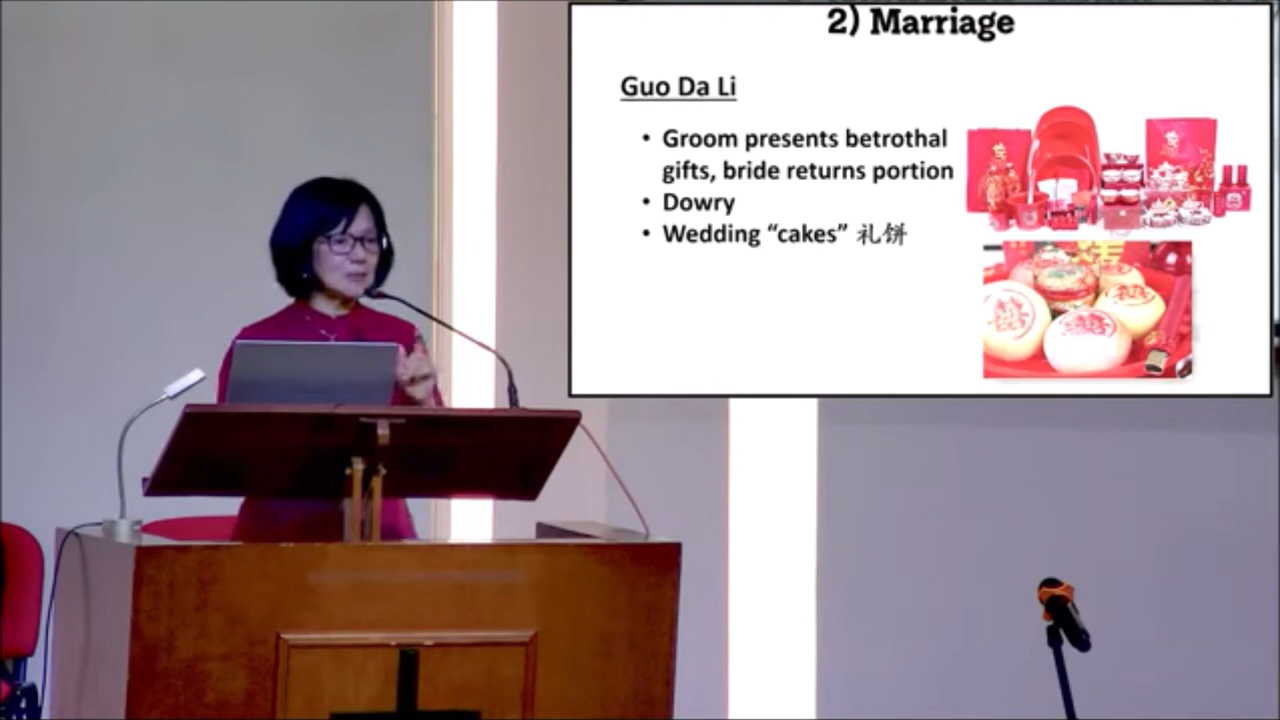 2) Marriage
Guo Da Li
• Groom presents betrothal
gifts, bride returns portion
• Dowry
• Wedding “cakes” 礼饼